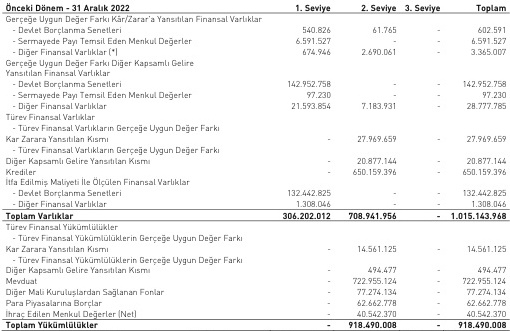 Önceki Dönem - 31 Aralık 2022 1. Seviye 2. Seviye 3. Seviye Toplam
Gerçeğe Uygun Değer Farkı Kâr/Zarar'a Yansıtılan Finansal Varlıklar
- Devlet Borçlanma Senetleri 540.826 61.765 - 602.591
- Sermayede Payı Temsil Eden Menkul Değerler 6.591.527 - - 6.591.527
- Diğer Finansal Varlıklar (*) 674.946 2.690.061 - 3.365.007
Gerçeğe Uygun Değer Farkı Diğer Kapsamlı Gelire
Yansıtılan Finansal Varlıklar
- Devlet Borçlanma Senetleri 142.952.758 - - 142.952.758
- Sermayede Payı Temsil Eden Menkul Değerler 97.230 - - 97.230
- Diğer Finansal Varlıklar 21.593.854 7.183.931 - 28.777.785
Türev Finansal Varlıklar
- Türev Finansal Varlıkların Gerçeğe Uygun Değer Farkı
Kar Zarara Yansıtılan Kısmı - 27.969.659 - 27.969.659
- Türev Finansal Varlıkların Gerçeğe Uygun Değer Farkı
Diğer Kapsamlı Gelire Yansıtılan Kısmı - 20.877.144 - 20.877.144
Krediler - 650.159.396 - 650.159.396
İtfa Edilmiş Maliyeti İle Ölçülen Finansal Varlıklar
- Devlet Borçlanma Senetleri 132.442.825 - - 132.442.825
- Diğer Finansal Varlıklar 1.308.046 - - 1.308.046
Toplam Varlıklar 306.202.012 708.941.956 - 1.015.143.968
Türev Finansal Yükümlülükler
- Türev Finansal Yükümlülüklerin Gerçeğe Uygun Değer Farkı
Kar Zarara Yansıtılan Kısmı - 14.561.125 - 14.561.125
- Türev Finansal Yükümlülüklerin Gerçeğe Uygun Değer Farkı
Diğer Kapsamlı Gelire Yansıtılan Kısmı - 494.477 - 494.477
Mevduat - 722.955.124 - 722.955.124
Diğer Mali Kuruluşlardan Sağlanan Fonlar - 77.274.134 - 77.274.134
Para Piyasalarına Borçlar - 62.662.778 - 62.662.778
İhraç Edilen Menkul Değerler (Net) - 40.542.370 - 40.542.370
Toplam Yükümlülükler - 918.490.008 - 918.490.008